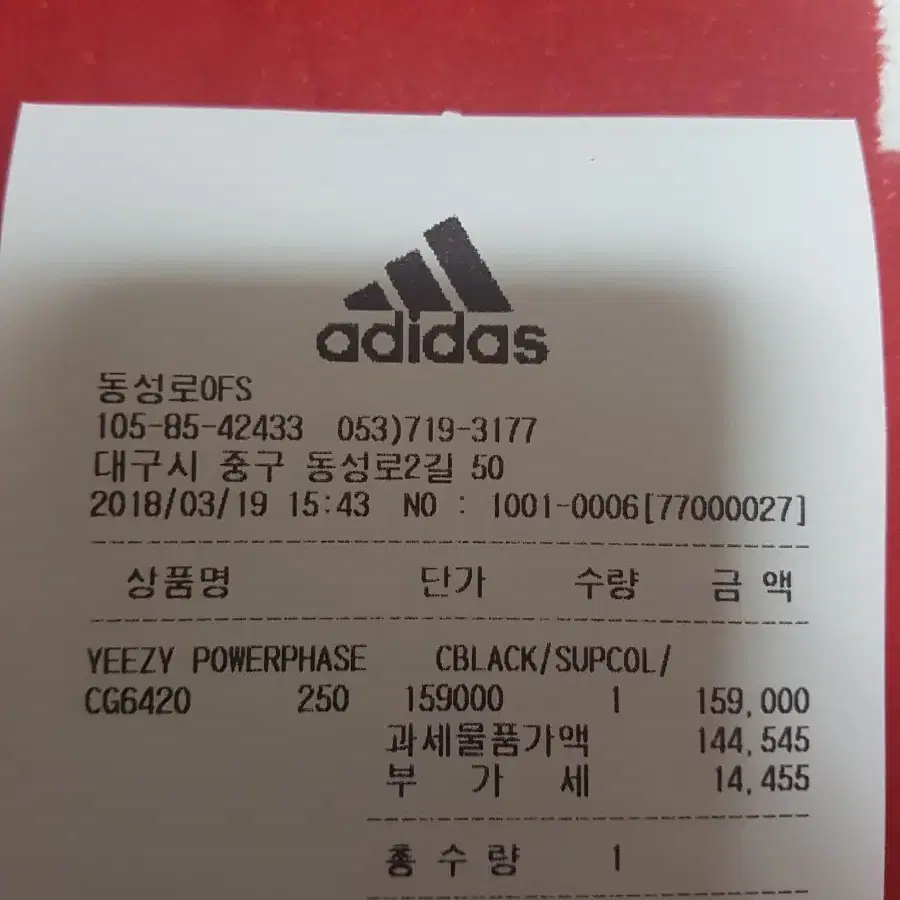 adidas
동성로OFS
105-85-42433 053)719-3177
대구시 중구 동성로2길 50
2018/03/19 15:43 NO : 1001-0006[77000027]
상품명 단가 수량 금 액
YEEZY POWERPHASE CBLACK/SUPCOL/
CG6420 250 159000 1 159,000
과세물품가액 144,545
부 가 세 14,455
총 수 량 1